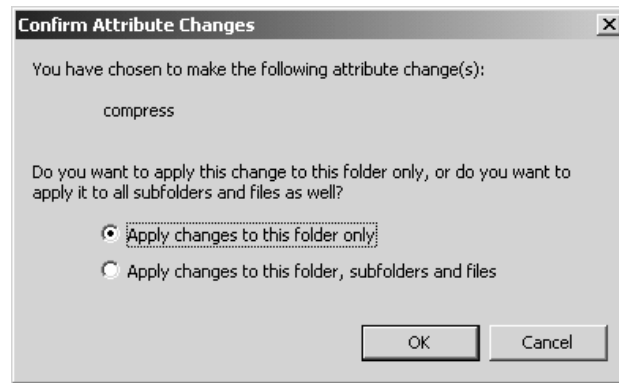 Confirm Attribute Changes
You have chosen to make the following attribute change(s):
compress
Do you want to apply this change to this folder only, or do you want to
apply it to all subfolders and files as well?
Apply changes to this folder only
Apply changes to this folder, subfolders and files
OK Cancel